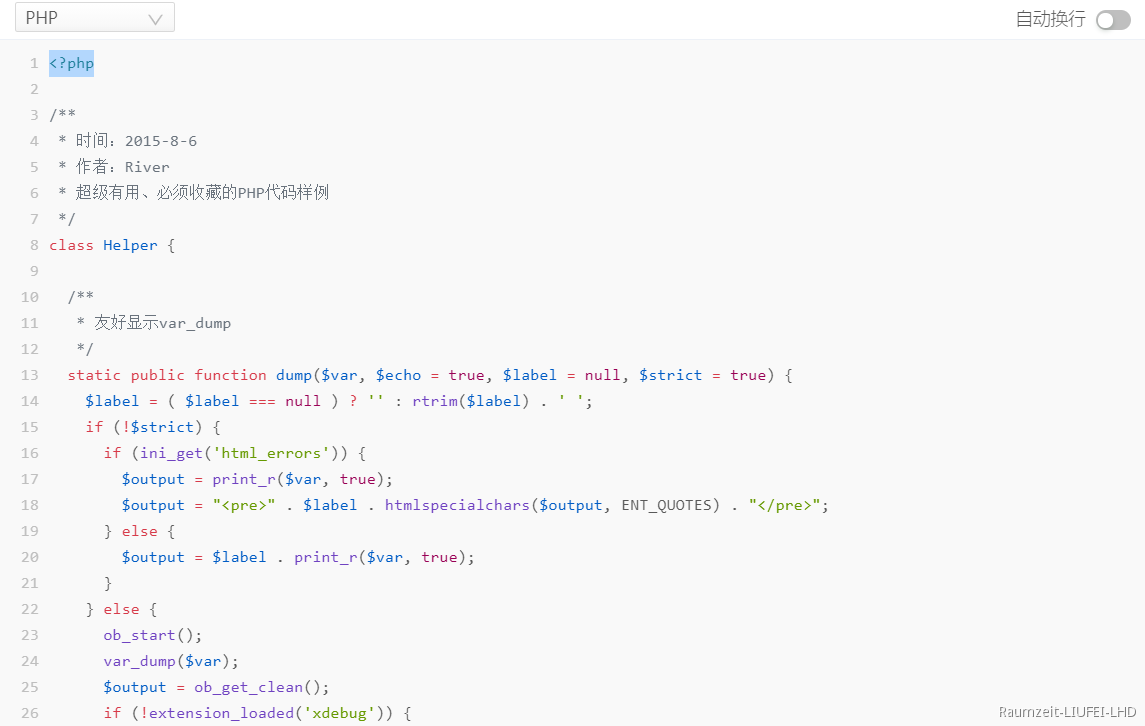 PHP
自动换行
1 <?php
2
3 /**
4  * 时间：2015-8-6
5  * 作者：River
6  * 超级有用、必须收藏的PHP代码样例
7  */
8 class Helper {
9
10   /**
11    * 友好显示var_dump
12    */
13   static public function dump($var, $echo = true, $label = null, $strict = true) {
14     $label = ( $label === null ) ? '' : rtrim($label) . ' ';
15     if (!$strict) {
16       if (ini_get('html_errors')) {
17         $output = print_r($var, true);
18         $output = "<pre>" . $label . htmlspecialchars($output, ENT_QUOTES) . "</pre>";
19       } else {
20         $output = $label . print_r($var, true);
21       }
22     } else {
23       ob_start();
24       var_dump($var);
25       $output = ob_get_clean();
26       if (!extension_loaded('xdebug')) {
Raumzeit-LIUFEI-LHD